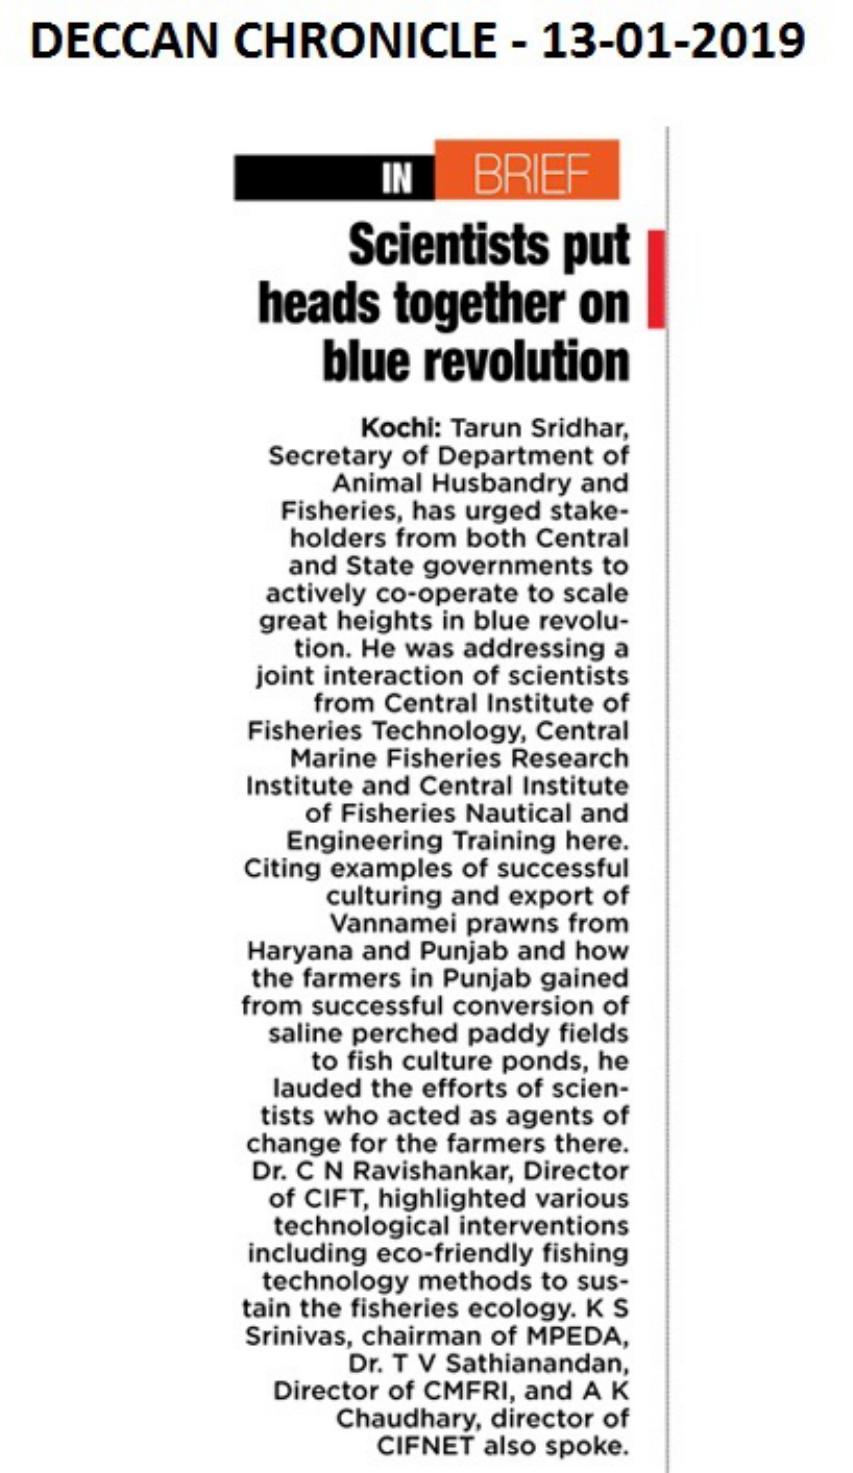 DECCAN CHRONICLE - 13-01-2019
IN BRIEF
Scientists put
heads together on
blue revolution
Kochi: Tarun Sridhar,
Secretary of Department of
Animal Husbandry and
Fisheries, has urged stake-
holders from both Central
and State governments to
actively co-operate to scale
great heights in blue revolu-
tion. He was addressing a
joint interaction of scientists
from Central Institute of
Fisheries Technology, Central
Marine Fisheries Research
Institute and Central Institute
of Fisheries Nautical and
Engineering Training here.
Citing examples of successful
culturing and export of
Vannamei prawns from
Haryana and Punjab and how
the farmers in Punjab gained
from successful conversion of
saline perched paddy fields
to fish culture ponds, he
lauded the efforts of scien-
tists who acted as agents of
change for the farmers there.
Dr. C N Ravishankar, Director
of CIFT, highlighted various
technological interventions
including eco-friendly fishing
technology methods to sus-
tain the fisheries ecology. K S
Srinivas, chairman of MPEDA,
Dr. T V Sathianandan,
Director of CMFRI, and A K
Chaudhary, director of
CIFNET also spoke.